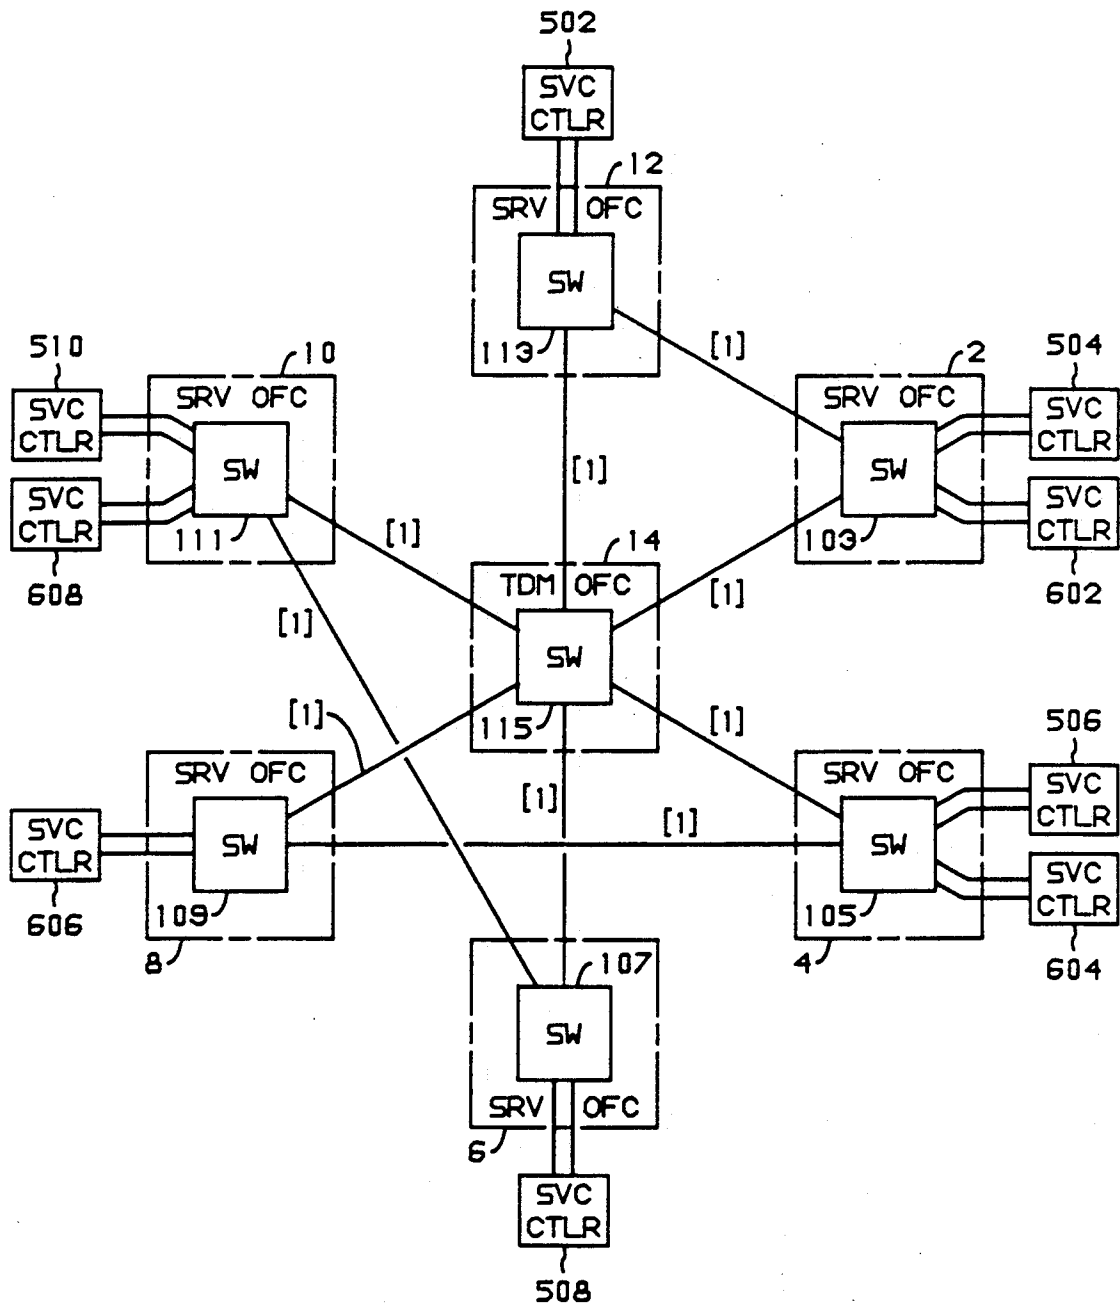 502
SVC
CTLR
12
SRV OFC
SW
113
[1]
510
10
2
504
SVC
CTLR
SRV OFC
SRV OFC
SVC
CTLR
SW
[1]
SW
SVC
CTLR
111
[1]
14
103
SVC
CTLR
608
TDM OFC
[1]
602
[1]
SW
[1]
115
[1]
506
SRV OFC
[1]
SRV OFC
SVC
CTLR
SVC
CTLR
SW
[1]
SW
109
105
SVC
CTLR
606
8
107
4
604
SW
SRV OFC
6
SVC
CTLR
508